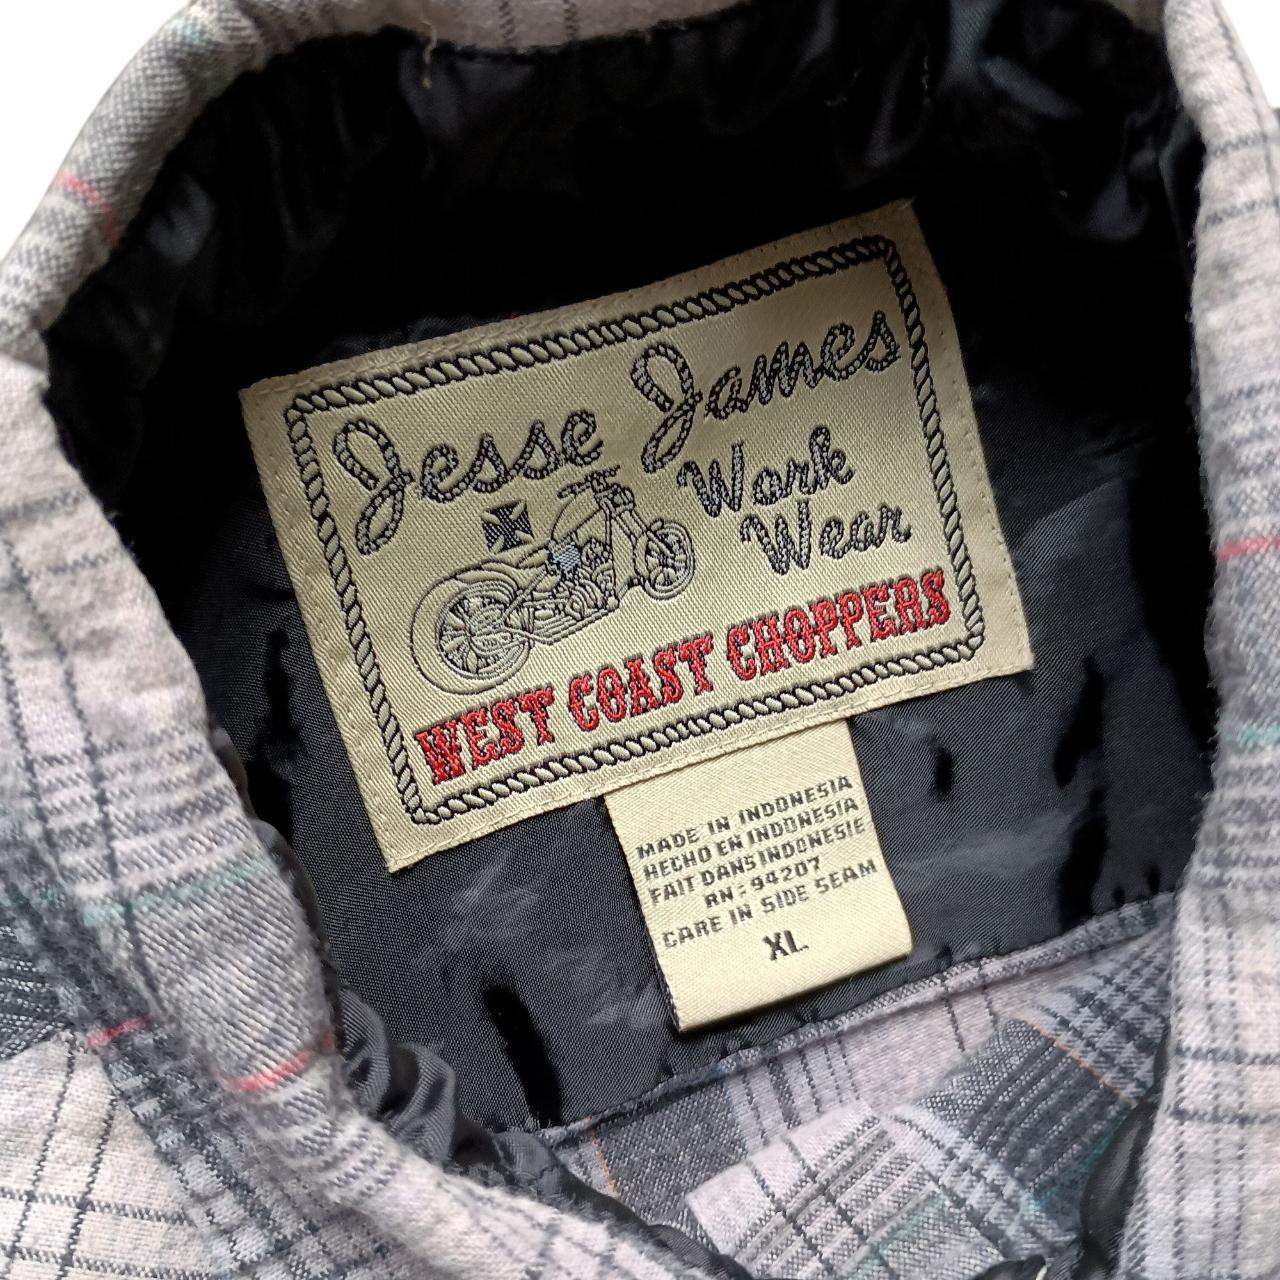 Jesse James
Work
Wear
WEST COAST CHOPPERS
MADE IN INDONESIA
HECHO EN INDONESIA
FAIT DANS INDONESIE
RN: 94207
CARE IN SIDE SEAM
XL